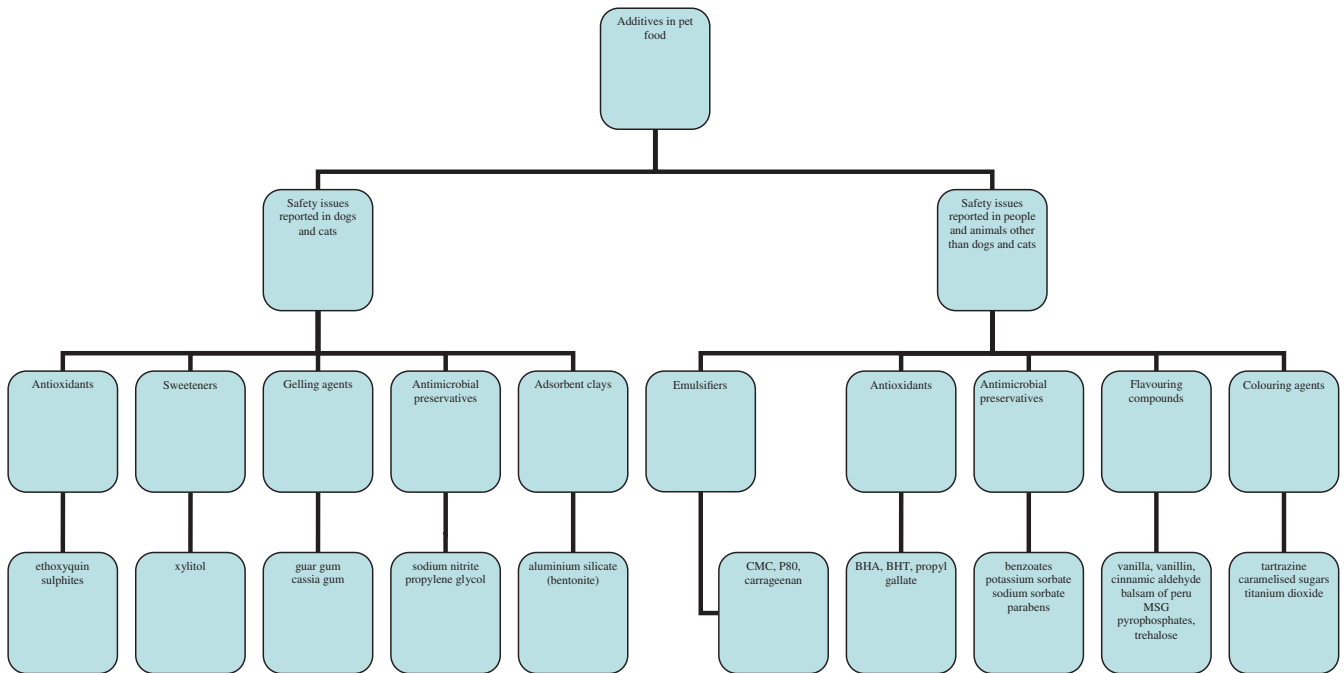 Additives in pet
food
Safety issues
reported in dogs
and cats
Safety issues
reported in people
and animals other
than dogs and cats
Antioxidants
Sweeteners
Gelling agents
Antimicrobial
preservatives
Adsorbent clays
Emulsifiers
Antioxidants
Antimicrobial
preservatives
Flavouring
compounds
Colouring agents
ethoxyquin
sulphites
xylitol
guar gum
cassia gum
sodium nitrite
propylene glycol
aluminium silicate
(bentonite)
CMC, P80,
carrageenan
BHA, BHT, propyl
gallate
benzoates
potassium sorbate
sodium sorbate
parabens
vanilla, vanillin,
cinnamic aldehyde
balsam of peru
MSG
pyrophosphates,
trehalose
tartrazine
caramelised sugars
titanium dioxide